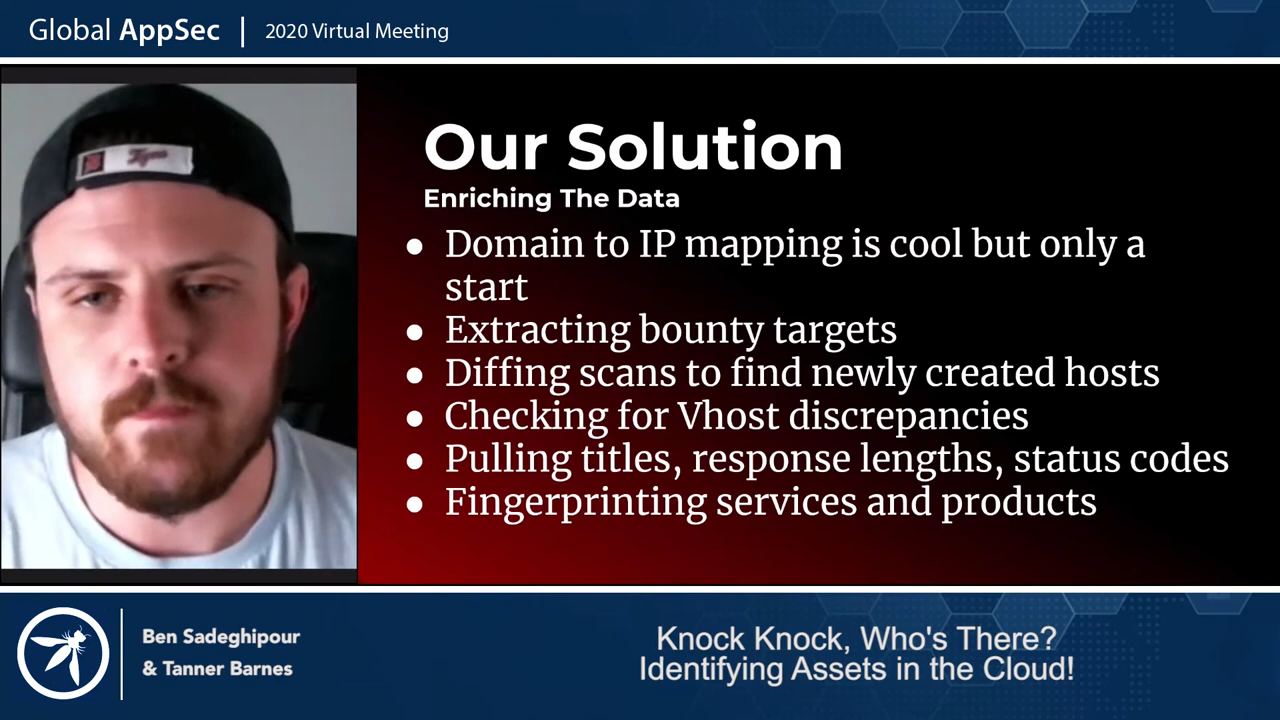 Global AppSec | 2020 Virtual Meeting
Our Solution
Enriching The Data
● Domain to IP mapping is cool but only a
start
● Extracting bounty targets
● Diffing scans to find newly created hosts
● Checking for Vhost discrepancies
● Pulling titles, response lengths, status codes
● Fingerprinting services and products
Ben Sadeghipour
& Tanner Barnes
Knock Knock, Who's There?
Identifying Assets in the Cloud!